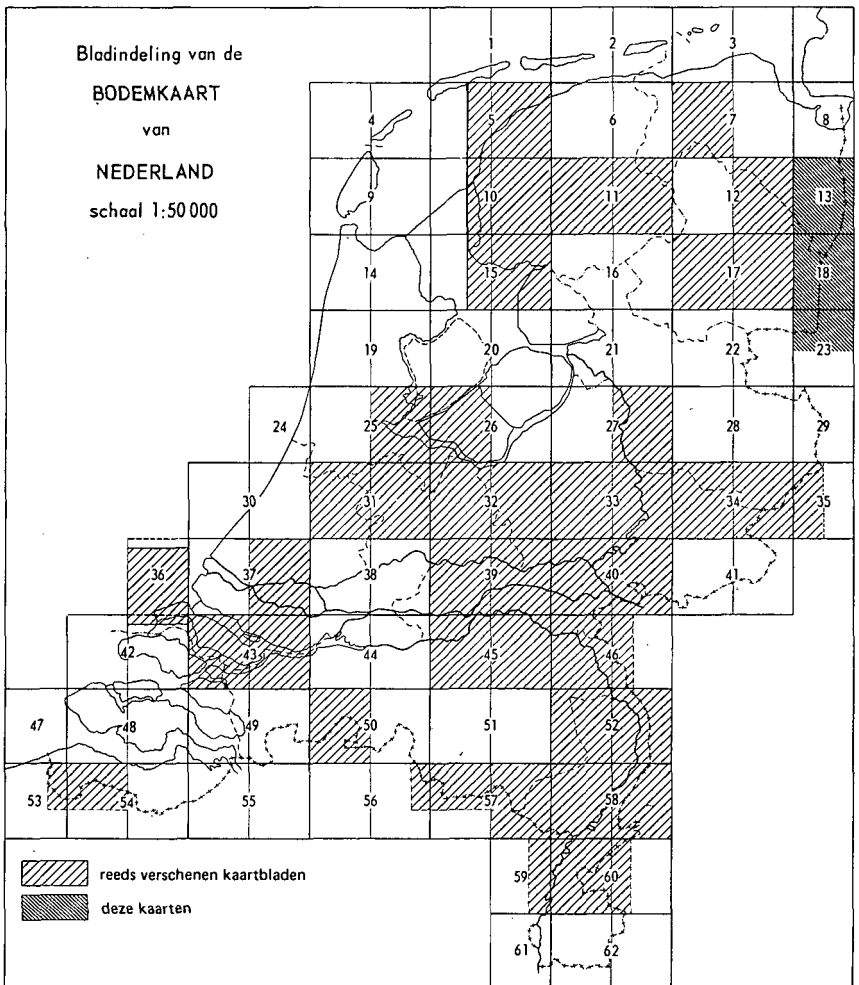 Bladindeling van de
BODEMKAART
van
NEDERLAND
schaal 1:50 000
1 2 3
4 5 6 7 8
9 10 11 12 13
14 15 16 17 18
19 20 21 22 23
24 25 26 27 28 29
30 31 32 33 34 35
36 37 38 39 40 41
42 43 44 45 46
47 48 49 50 51 52
53 54 55 56 57 58
59 60
61 62
reeds verschenen kaartbladen
deze kaarten